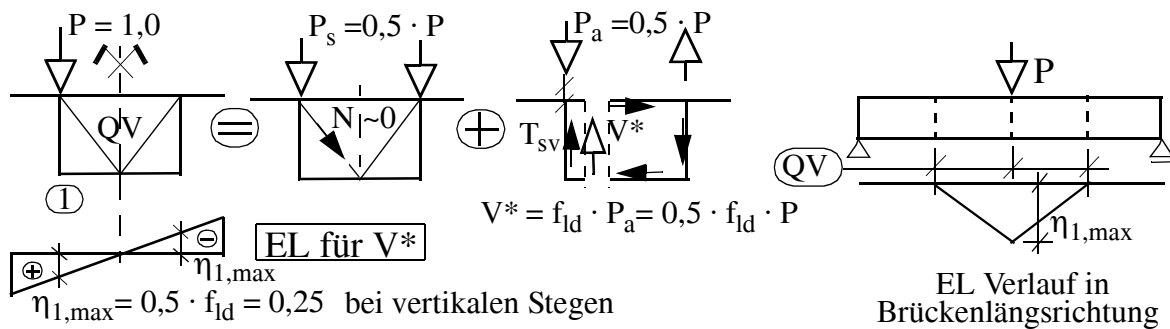 P = 1,0
QV
1
=
P_s = 0,5 · P
N ~0
+
P_a = 0,5 · P
T_sv
V*
V* = f_ld · P_a = 0,5 · f_ld · P
+
−
η_1,max
EL für V*
η_1,max = 0,5 · f_ld = 0,25 bei vertikalen Stegen
P
QV
η_1,max
EL Verlauf in
Brückenlängsrichtung